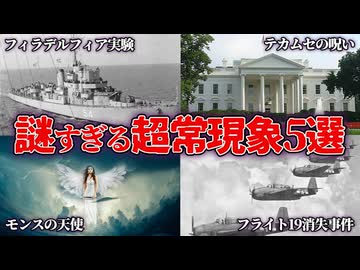 フィラデルフィア実験
テカムセの呪い
謎すぎる超常現象5選
モンスの天使
フライト19消失事件